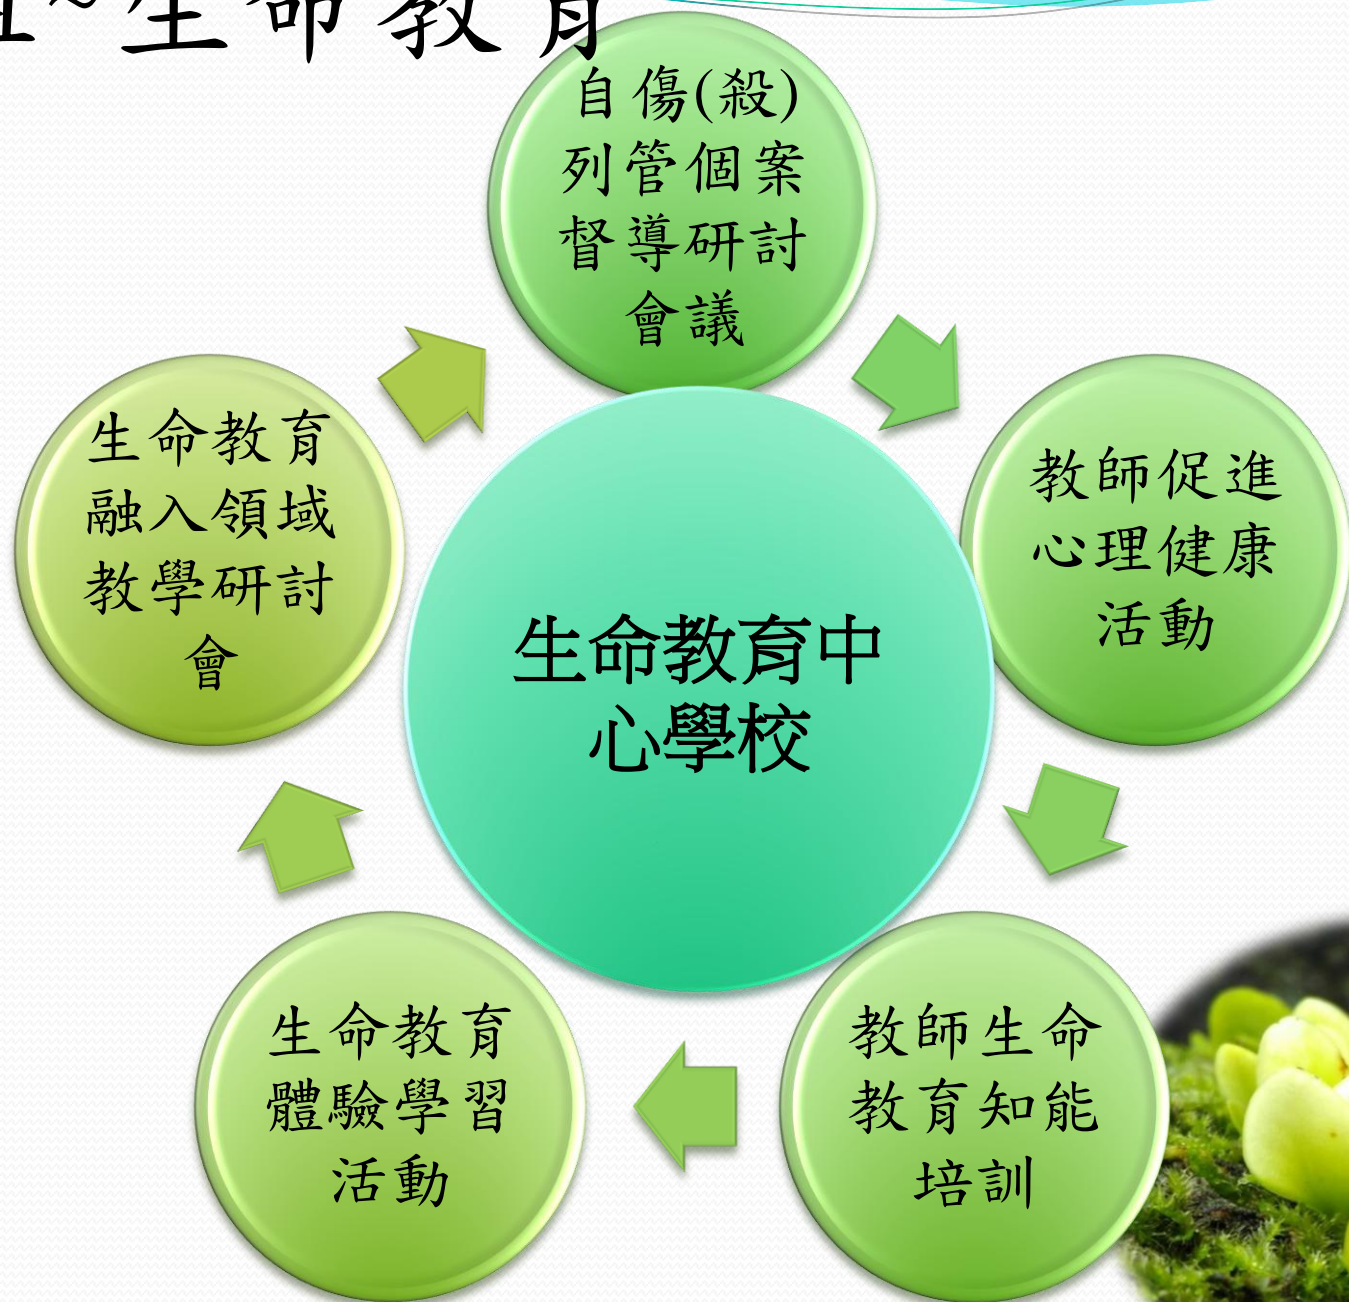 ~生命教育
自傷(殺)
列管個案
督導研討
會議
教師促進
心理健康
活動
教師生命
教育知能
培訓
生命教育
體驗學習
活動
生命教育
融入領域
教學研討
會
生命教育中
心學校